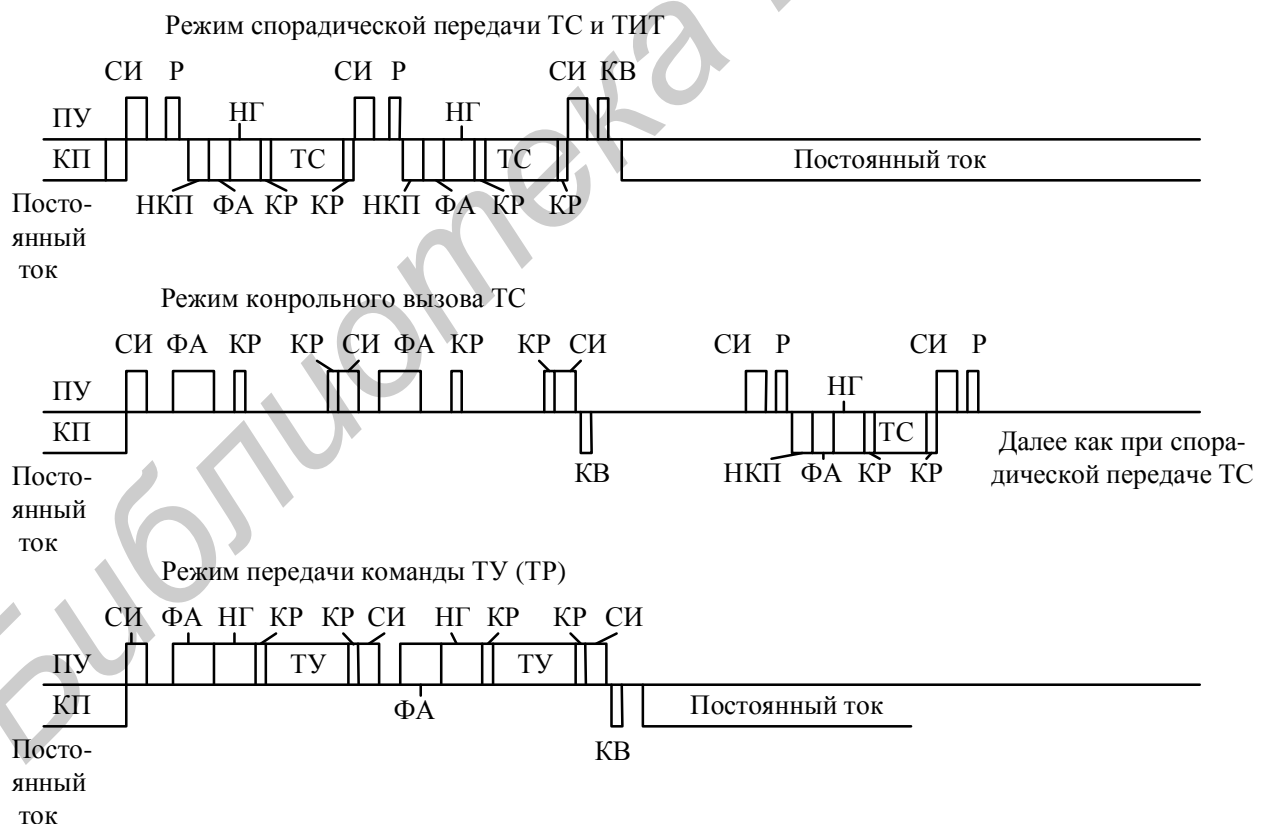 Режим спорадической передачи ТС и ТИТ
СИ Р СИ Р СИ КВ
ПУ НГ НГ
КП ТС ТС Постоянный ток
Посто-
янный
ток
НКП ФА КР КР НКП ФА КР КР
Режим конрольного вызова ТС
СИ ФА КР КР СИ ФА КР КР СИ СИ Р СИ Р
ПУ НГ
КП ТС
Посто-
янный
ток
КВ НКП ФА КР КР
Далее как при спора-
дической передаче ТС
Режим передачи команды ТУ (ТР)
СИ ФА НГ КР КР СИ НГ КР КР СИ
ПУ ТУ ТУ
КП ФА Постоянный ток
Посто-
янный
ток
КВ
Библиотека